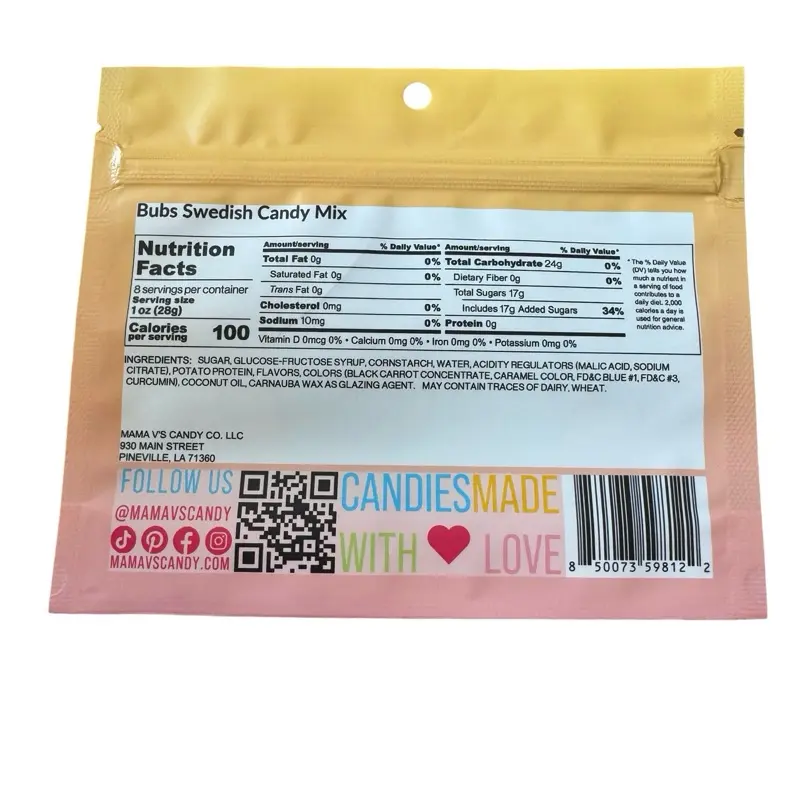 Bubs Swedish Candy Mix
Nutrition
Facts
8 servings per container
Serving size
1 oz (28g)
Calories
per serving 100
Amount/serving % Daily Value*
Total Fat 0g 0%
Saturated Fat 0g 0%
Trans Fat 0g
Cholesterol 0mg 0%
Sodium 10mg 0%
Amount/serving % Daily Value*
Total Carbohydrate 24g 0%
Dietary Fiber 0g 0%
Total Sugars 17g
Includes 17g Added Sugars 34%
Protein 0g
Vitamin D 0mcg 0% • Calcium 0mg 0% • Iron 0mg 0% • Potassium 0mg 0%
* The % Daily Value
(DV) tells you how
much a nutrient in
a serving of food
contributes to a
daily diet. 2,000
calories a day is
used for general
nutrition advice.
INGREDIENTS: SUGAR, GLUCOSE-FRUCTOSE SYRUP, CORNSTARCH, WATER, ACIDITY REGULATORS (MALIC ACID, SODIUM
CITRATE), POTATO PROTEIN, FLAVORS, COLORS (BLACK CARROT CONCENTRATE, CARAMEL COLOR, FD&C BLUE #1, FD&C #3,
CURCUMIN), COCONUT OIL, CARNAUBA WAX AS GLAZING AGENT. MAY CONTAIN TRACES OF DAIRY, WHEAT.
MAMA V'S CANDY CO. LLC
930 MAIN STREET
PINEVILLE, LA 71360
FOLLOW US
@MAMAVSCANDY
MAMAVSCANDY.COM
CANDIES MADE
WITH LOVE
8 50073 59812 2